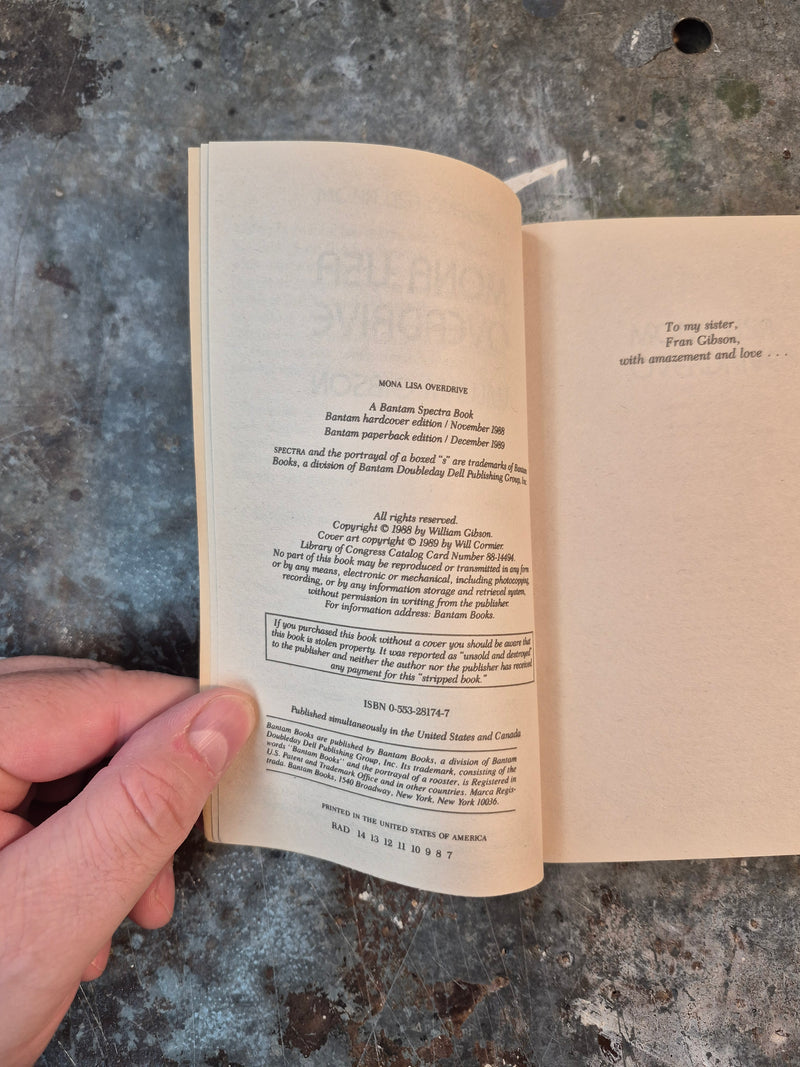 MONA LISA OVERDRIVE
A Bantam Spectra Book
Bantam hardcover edition / November 1988
Bantam paperback edition / December 1989
SPECTRA and the portrayal of a boxed "s" are trademarks of Bantam
Books, a division of Bantam Doubleday Dell Publishing Group, Inc.
All rights reserved.
Copyright © 1988 by William Gibson.
Cover art copyright © 1989 by Will Cormier.
Library of Congress Catalog Card Number 88-14494.
No part of this book may be reproduced or transmitted in any form
or by any means, electronic or mechanical, including photocopying,
recording, or by any information storage and retrieval system,
without permission in writing from the publisher.
For information address: Bantam Books.
If you purchased this book without a cover you should be aware that
this book is stolen property. It was reported as "unsold and destroyed"
to the publisher and neither the author nor the publisher has received
any payment for this "stripped book."
ISBN 0-553-28174-7
Published simultaneously in the United States and Canada
Bantam Books are published by Bantam Books, a division of Bantam
Doubleday Dell Publishing Group, Inc. Its trademark, consisting of the
words "Bantam Books" and the portrayal of a rooster, is Registered in
U.S. Patent and Trademark Office and in other countries. Marca Regis-
trada. Bantam Books, 1540 Broadway, New York, New York 10036.
PRINTED IN THE UNITED STATES OF AMERICA
RAD 14 13 12 11 10 9 8 7
To my sister,
Fran Gibson,
with amazement and love . . .